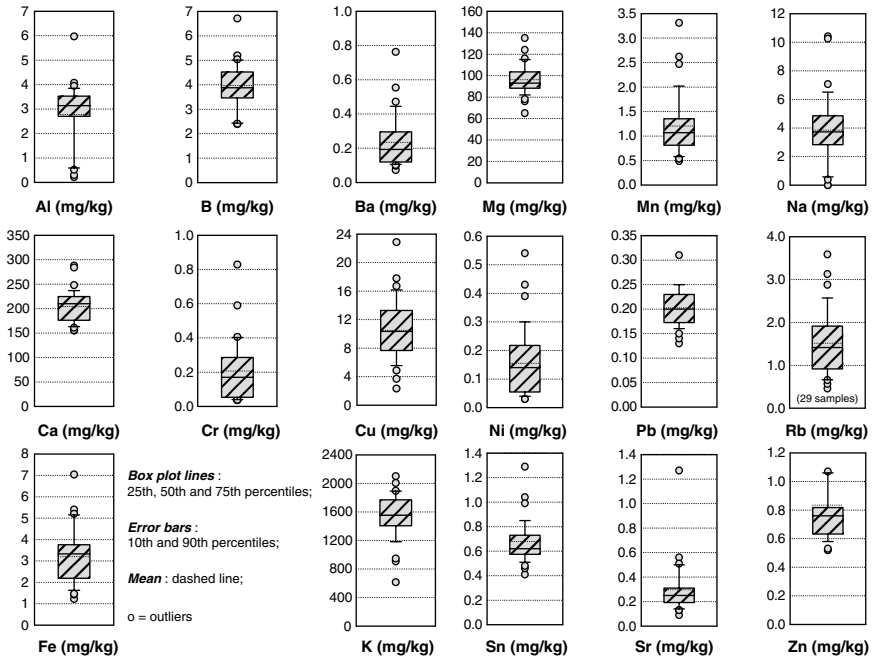 7 6 5 4 3 2 1 0
Al (mg/kg)
7 6 5 4 3 2 1 0
B (mg/kg)
1.0 0.8 0.6 0.4 0.2 0.0
Ba (mg/kg)
160 140 120 100 80 60 40 20 0
Mg (mg/kg)
3.5 3.0 2.5 2.0 1.5 1.0 0.5 0.0
Mn (mg/kg)
12 10 8 6 4 2 0
Na (mg/kg)
350 300 250 200 150 100 50 0
Ca (mg/kg)
1.0 0.8 0.6 0.4 0.2 0.0
Cr (mg/kg)
24 20 16 12 8 4 0
Cu (mg/kg)
0.6 0.5 0.4 0.3 0.2 0.1 0.0
Ni (mg/kg)
0.35 0.30 0.25 0.20 0.15 0.10 0.05 0.00
Pb (mg/kg)
4.0 3.0 2.0 1.0 0.0
(29 samples)
Rb (mg/kg)
8 7 6 5 4 3 2 1 0
Fe (mg/kg)
Box plot lines :
25th, 50th and 75th percentiles;
Error bars :
10th and 90th percentiles;
Mean : dashed line;
o = outliers
2400 2000 1600 1200 800 400 0
K (mg/kg)
1.4 1.2 1.0 0.8 0.6 0.4 0.2 0.0
Sn (mg/kg)
1.4 1.2 1.0 0.8 0.6 0.4 0.2 0.0
Sr (mg/kg)
1.2 1.0 0.8 0.6 0.4 0.2 0.0
Zn (mg/kg)